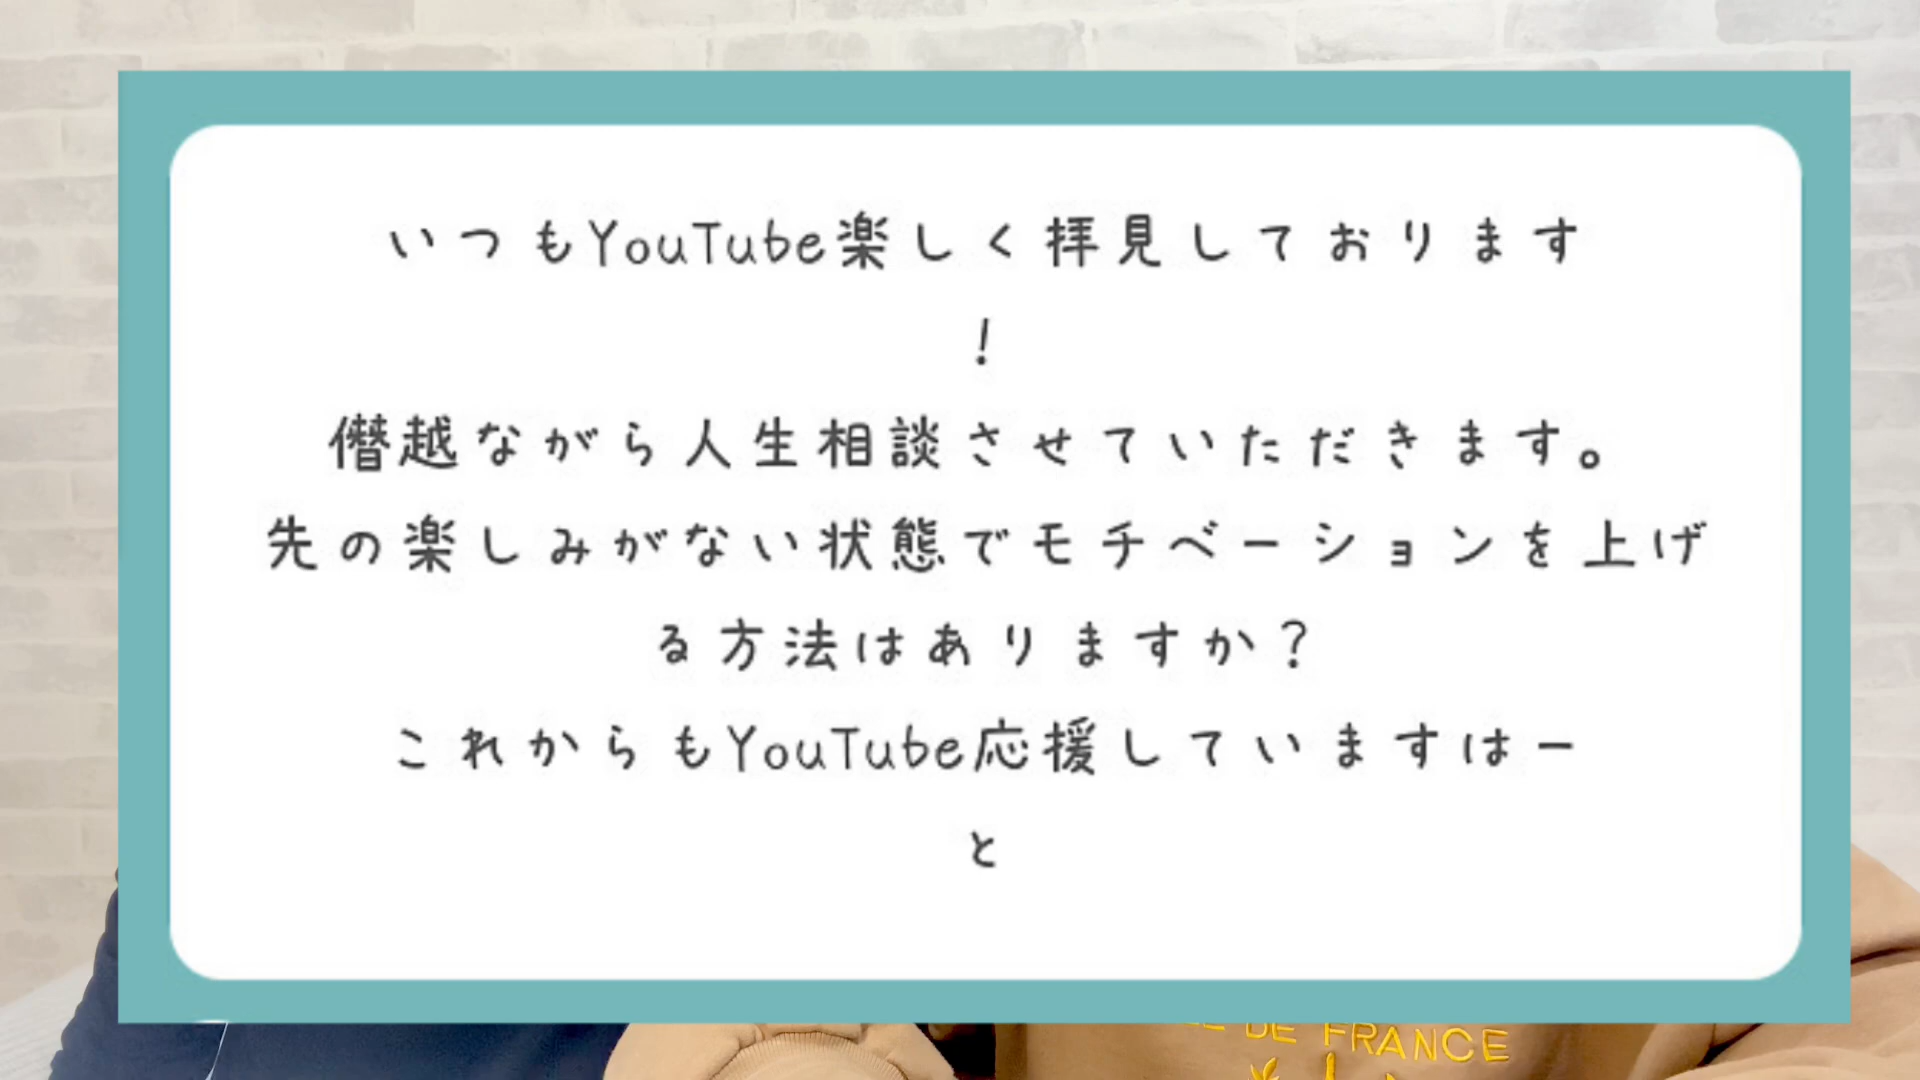 いつもYouTube楽しく拝見しております
！
僭越ながら人生相談させていただきます。
先の楽しみがない状態でモチベーションを上げ
る方法はありますか？
これからもYouTube応援していますはー
と
DE FRANCE